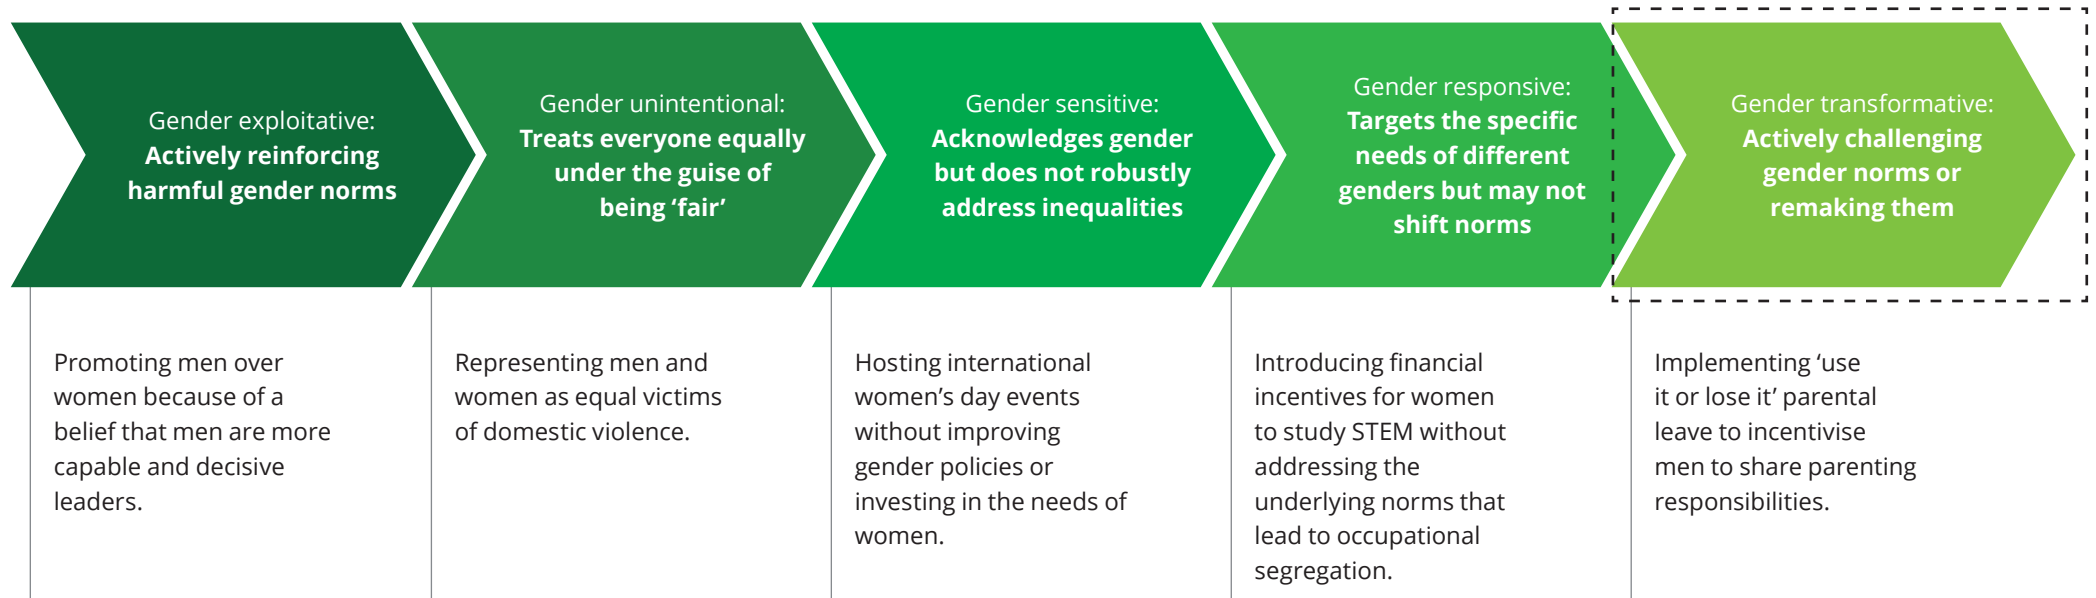 Gender exploitative:
Actively reinforcing
harmful gender norms
Gender unintentional:
Treats everyone equally
under the guise of
being ‘fair’
Gender sensitive:
Acknowledges gender
but does not robustly
address inequalities
Gender responsive:
Targets the specific
needs of different
genders but may not
shift norms
Gender transformative:
Actively challenging
gender norms or
remaking them
Promoting men over
women because of a
belief that men are more
capable and decisive
leaders.
Representing men and
women as equal victims
of domestic violence.
Hosting international
women’s day events
without improving
gender policies or
investing in the needs of
women.
Introducing financial
incentives for women
to study STEM without
addressing the
underlying norms that
lead to occupational
segregation.
Implementing ‘use
it or lose it’ parental
leave to incentivise
men to share parenting
responsibilities.